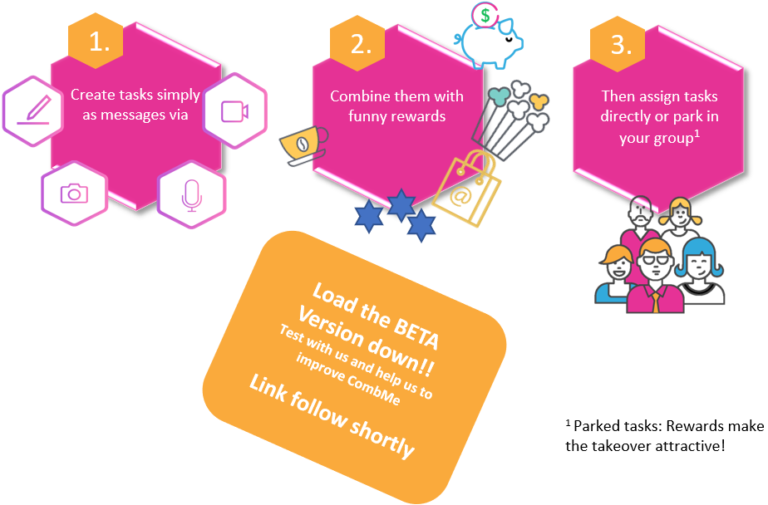 1.
Create tasks simply
as messages via
2.
Combine them with
funny rewards
$
@
3.
Then assign tasks
directly or park in
your group¹
Load the BETA
Version down!!
Test with us and help us to
improve CombMe
Link follow shortly
¹ Parked tasks: Rewards make
the takeover attractive!